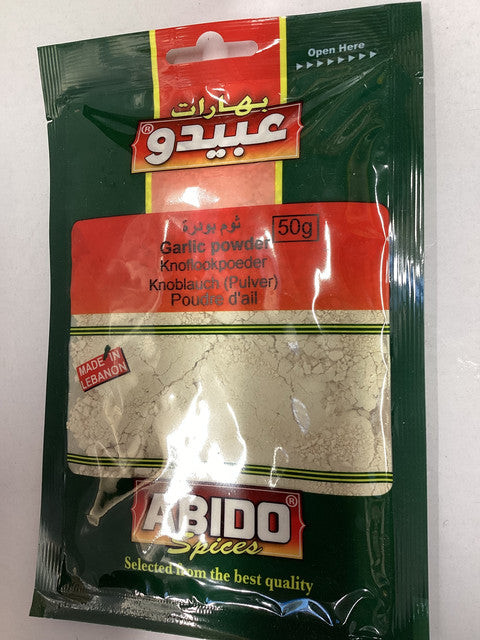 Open Here
بهارات
عبيدو®
ثوم بودرة
50g
Garlic powder
Knoflookpoeder
Knoblauch (Pulver)
Poudre d'ail
MADE IN
LEBANON
ABIDO®
Spices
Selected from the best quality